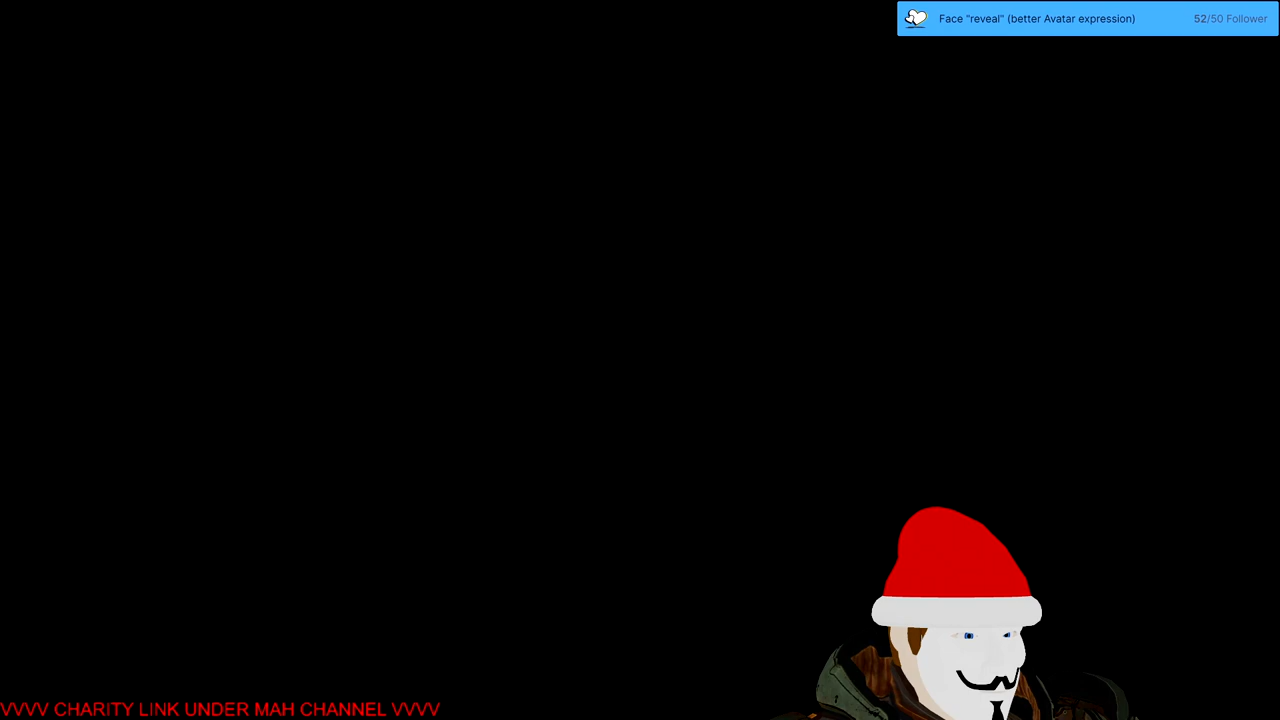 Face "reveal" (better Avatar expression) 52/50 Follower
VVVV CHARITY LINK UNDER MAH CHANNEL VVVV